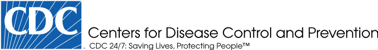 CDC
Centers for Disease Control and Prevention
CDC 24/7: Saving Lives. Protecting People™